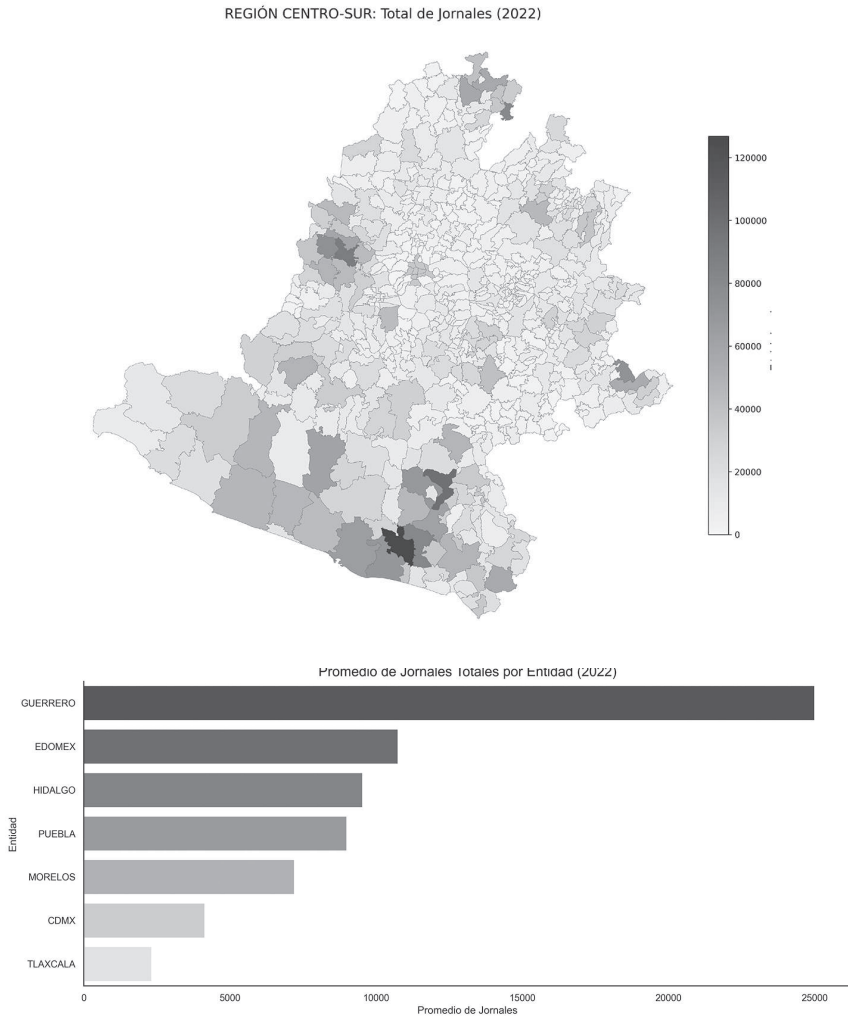 REGIÓN CENTRO-SUR: Total de Jornales (2022)
120000
100000
80000
60000
40000
20000
0
Promedio de Jornales Totales por Entidad (2022)
GUERRERO
EDOMEX
HIDALGO
PUEBLA
MORELOS
CDMX
TLAXCALA
Entidad
0 5000 10000 15000 20000 25000
Promedio de Jornales